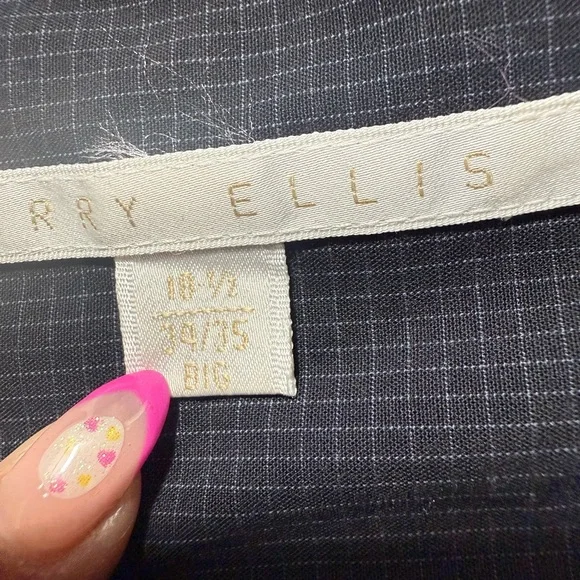 RRY ELLIS
18-1/2
34/35
BIG